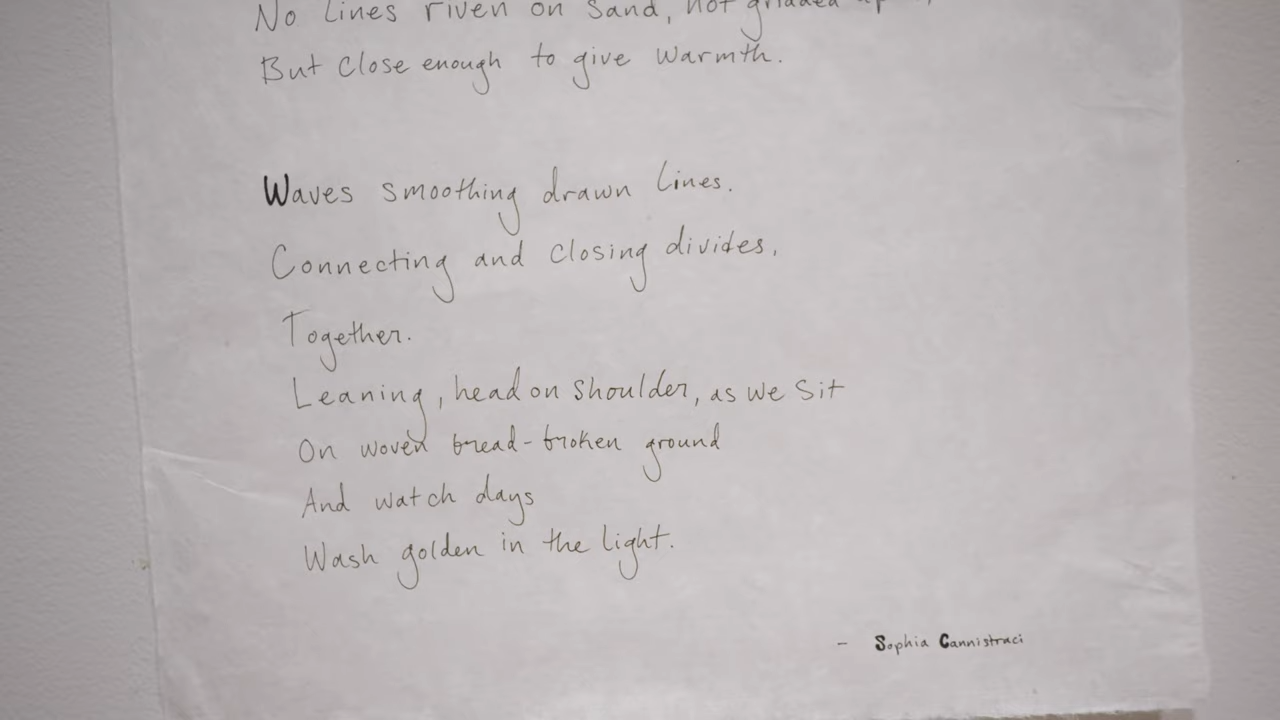 No lines riven on sand, not gridded
But close enough to give warmth.
Waves smoothing drawn lines.
Connecting and closing divides,
Together.
Leaning, head on shoulder, as we sit
On woven bread-broken ground
And watch days
Wash golden in the light.
- Sophia Cannistraci